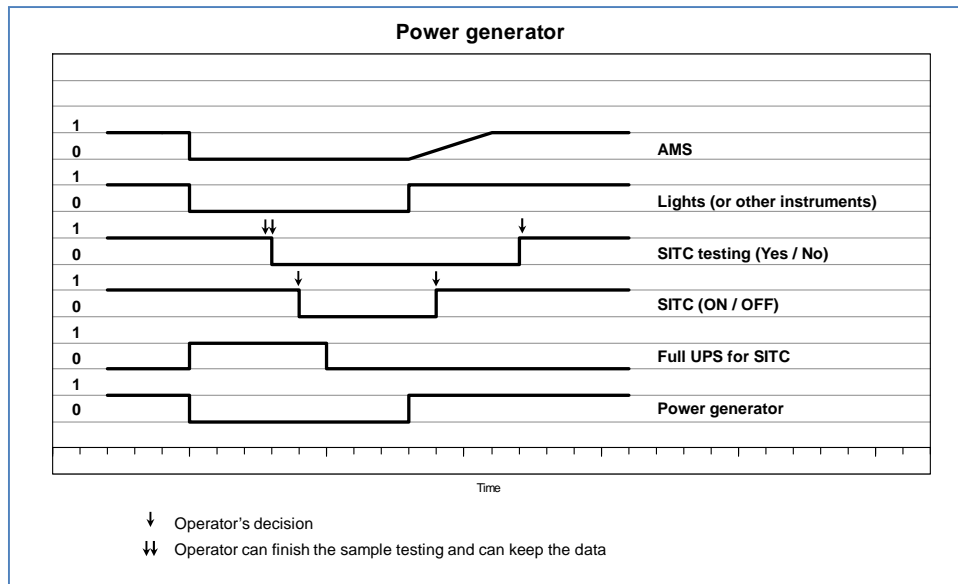 Power generator
1
0
AMS
1
0
Lights (or other instruments)
1
0
SITC testing (Yes / No)
1
0
SITC (ON / OFF)
1
0
Full UPS for SITC
1
0
Power generator
Time
Operator's decision
Operator can finish the sample testing and can keep the data